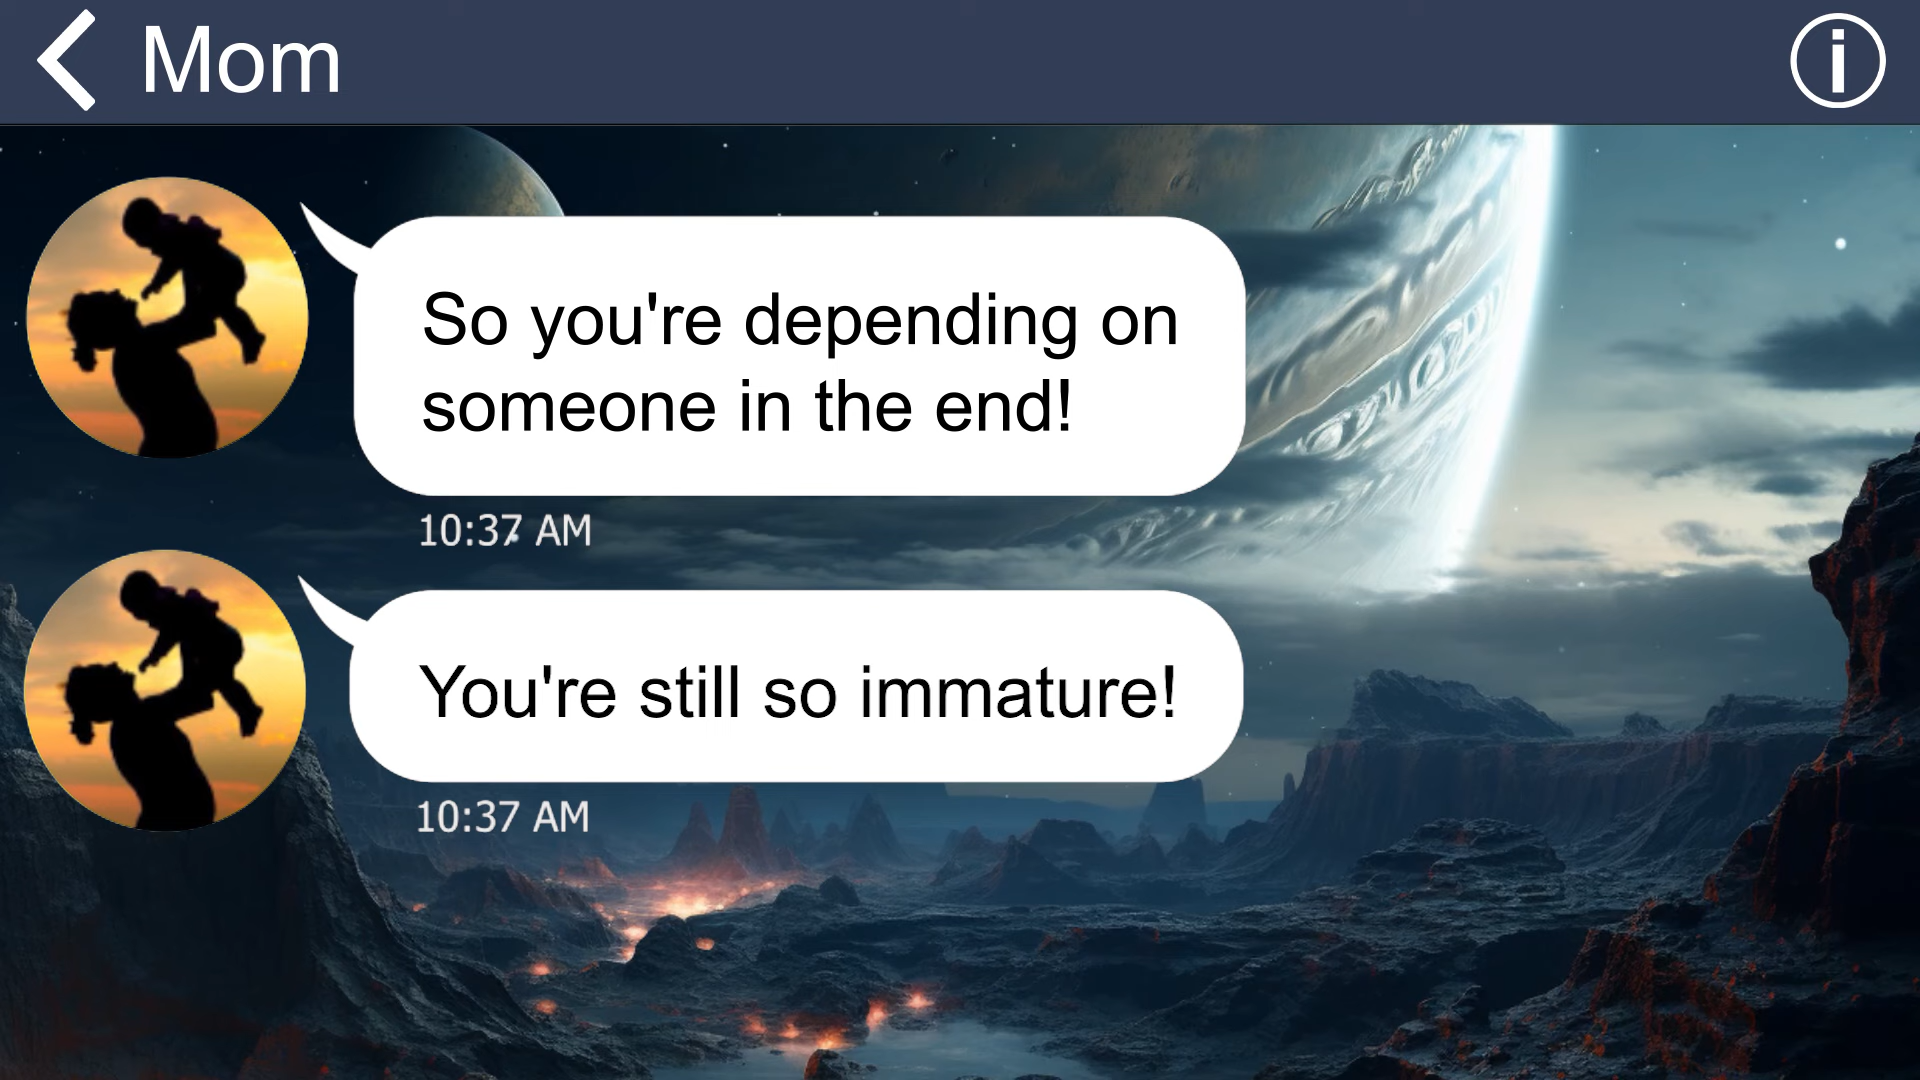 Mom
So you're depending on
someone in the end!
10:37 AM
You're still so immature!
10:37 AM